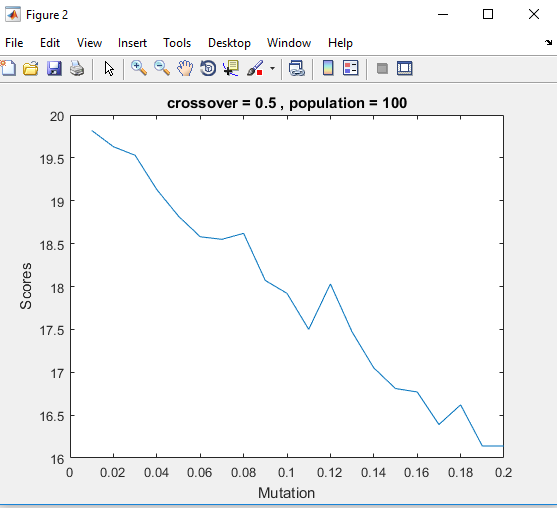 Figure 2
File Edit View Insert Tools Desktop Window Help
crossover = 0.5 , population = 100
20
19.5
19
18.5
18
17.5
17
16.5
16
Scores
0 0.02 0.04 0.06 0.08 0.1 0.12 0.14 0.16 0.18 0.2
Mutation